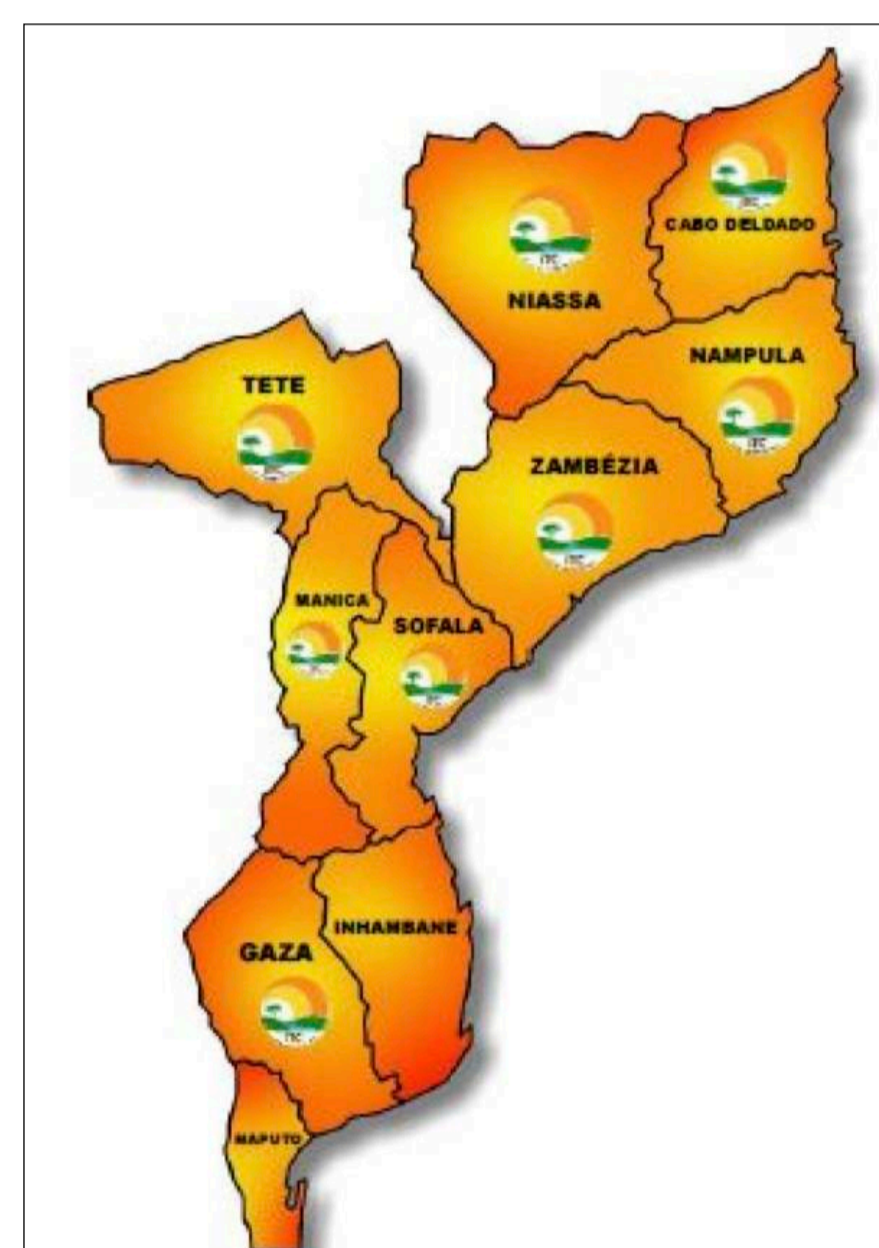 CABO DELDADO
NIASSA
NAMPULA
TETE
ZAMBÉZIA
MANICA
SOFALA
INHAMBANE
GAZA
MAPUTO